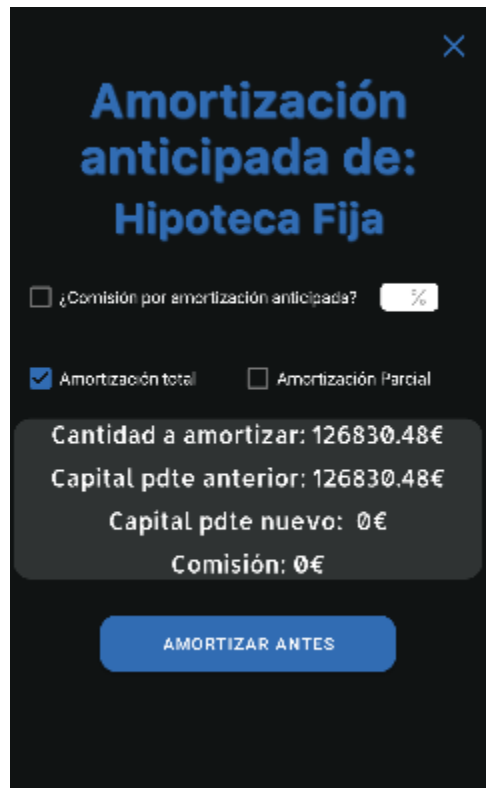 Amortización
anticipada de:
Hipoteca Fija
¿Comisión por amortización anticipada? %
Amortización total Amortización Parcial
Cantidad a amortizar: 126830.48€
Capital pdte anterior: 126830.48€
Capital pdte nuevo: 0€
Comisión: 0€
AMORTIZAR ANTES